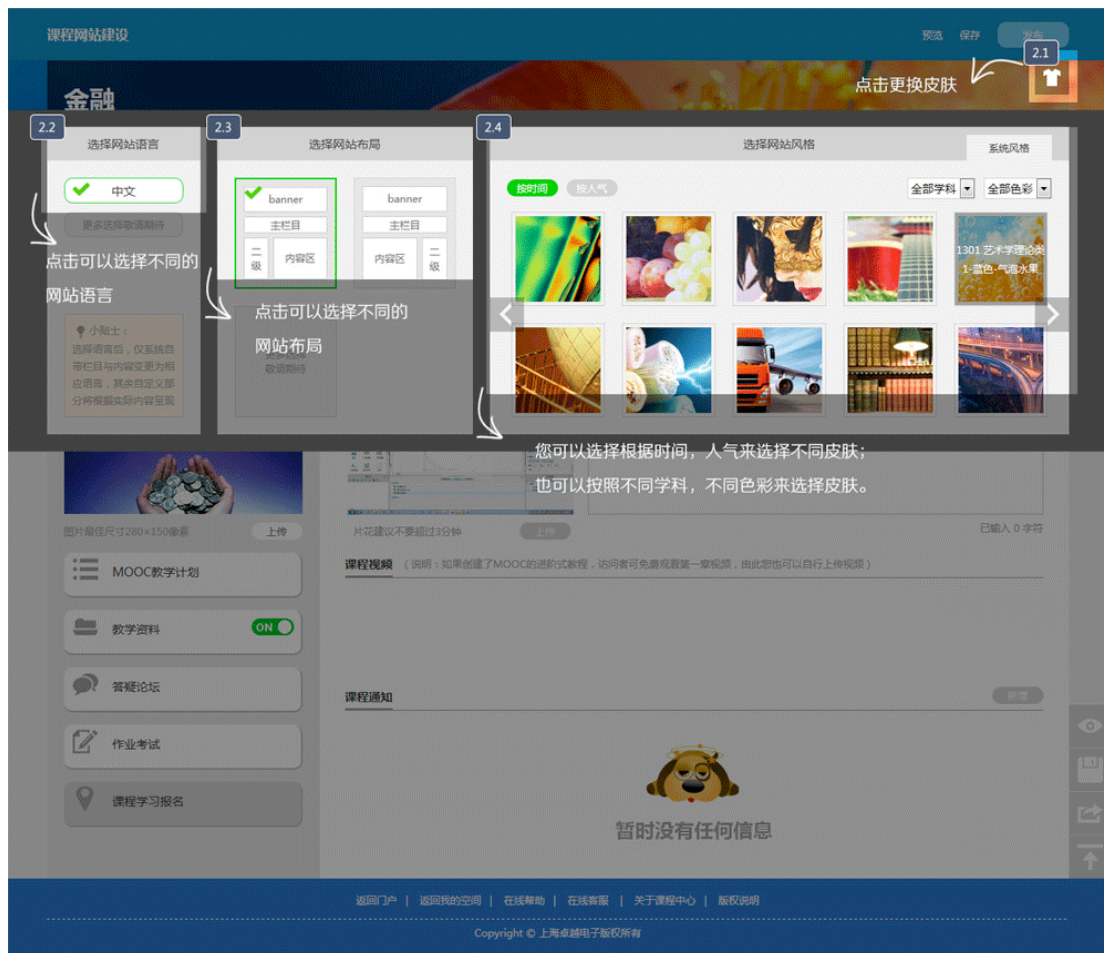 课程网站建设
预览 保存 发布
2.1
点击更换皮肤
金融
2.2
选择网站语言
中文
更多选择敬请期待
点击可以选择不同的
网站语言
小贴士：
选择语言后，仅系统自
带栏目与内容变更为相
应语言，其余自定义部
分将根据实际内容呈现
2.3
选择网站布局
banner
主栏目
二级
内容区
banner
主栏目
内容区
二级
点击可以选择不同的
网站布局
敬请期待
2.4
选择网站风格
系统风格
按时间 按人气
全部学科 全部色彩
1301 艺术学理论类
1-蓝色-气泡水果
您可以选择根据时间，人气来选择不同皮肤；
也可以按照不同学科，不同色彩来选择皮肤。
图片最佳尺寸280×150像素 上传
片花建议不要超过3分钟 上传
已输入 0 字符
MOOC教学计划
教学资料 ON
答疑论坛
作业考试
课程学习报名
课程视频 （说明：如果创建了MOOC的进阶式教程，访问者可免费观看第一章视频，由此您也可以自行上传视频）
课程通知 新增
暂时没有任何信息
返回门户 | 返回我的空间 | 在线帮助 | 在线客服 | 关于课程中心 | 版权说明
Copyright © 上海卓越电子版权所有